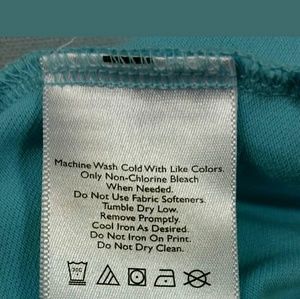 Machine Wash Cold With Like Colors.
Only Non-Chlorine Bleach
When Needed.
Do Not Use Fabric Softeners.
Tumble Dry Low.
Remove Promptly.
Cool Iron As Desired.
Do Not Iron On Print.
Do Not Dry Clean.